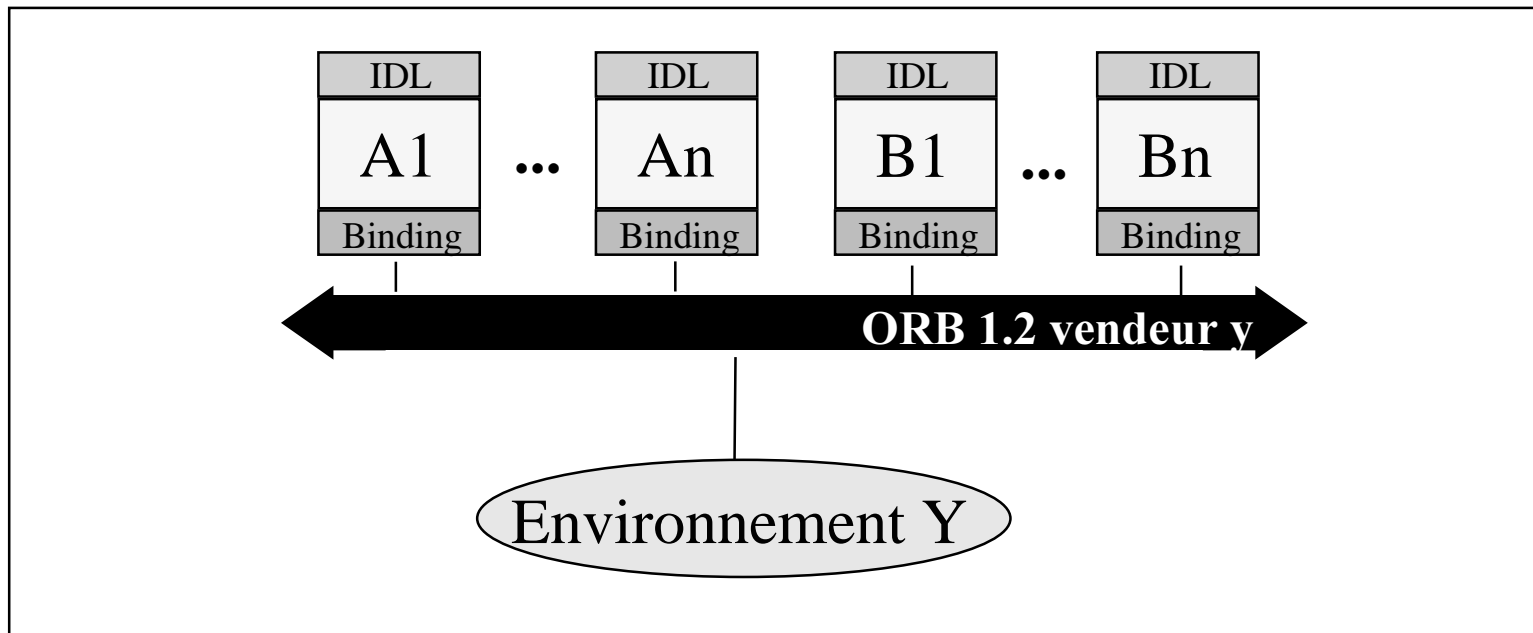 IDL IDL IDL IDL
A1 ... An B1 ... Bn
Binding Binding Binding Binding
ORB 1.2 vendeur y
Environnement Y